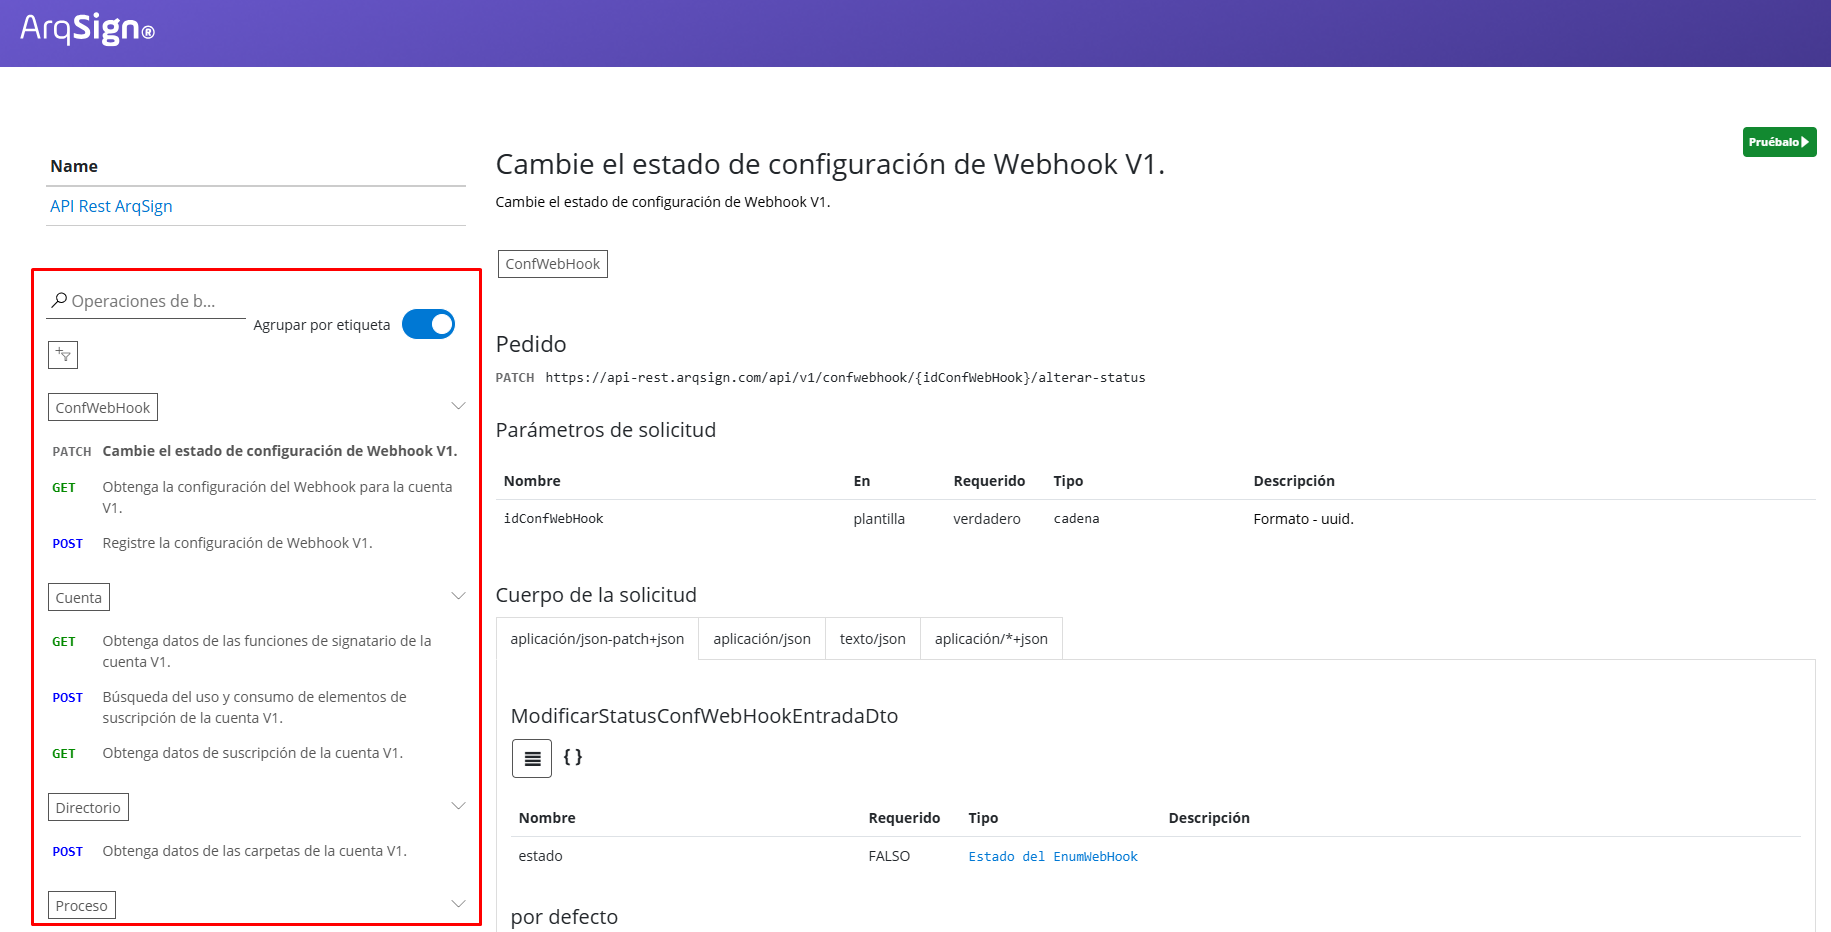 ArqSign®
Name
API Rest ArqSign
Operaciones de b...
Agrupar por etiqueta
ConfWebHook
PATCH Cambie el estado de configuración de Webhook V1.
GET Obtenga la configuración del Webhook para la cuenta
V1.
POST Registre la configuración de Webhook V1.
Cuenta
GET Obtenga datos de las funciones de signatario de la
cuenta V1.
POST Búsqueda del uso y consumo de elementos de
suscripción de la cuenta V1.
GET Obtenga datos de suscripción de la cuenta V1.
Directorio
POST Obtenga datos de las carpetas de la cuenta V1.
Proceso
Pruébalo
Cambie el estado de configuración de Webhook V1.
Cambie el estado de configuración de Webhook V1.
ConfWebHook
Pedido
PATCH https://api-rest.arqsign.com/api/v1/confwebhook/{idConfWebHook}/alterar-status
Parámetros de solicitud
Nombre En Requerido Tipo Descripción
idConfWebHook plantilla verdadero cadena Formato - uuid.
Cuerpo de la solicitud
aplicación/json-patch+json aplicación/json texto/json aplicación/*+json
ModificarStatusConfWebHookEntradaDto
{ }
Nombre Requerido Tipo Descripción
estado FALSO Estado del EnumWebHook
por defecto